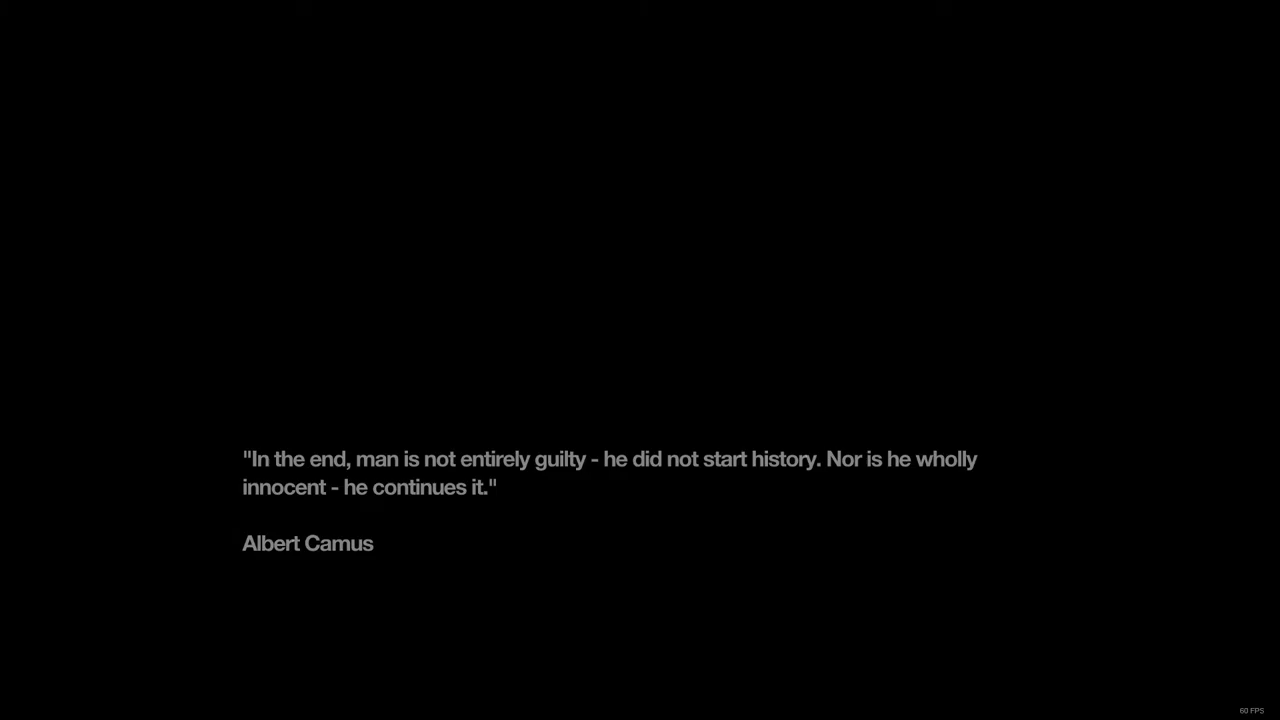 "In the end, man is not entirely guilty - he did not start history. Nor is he wholly
innocent - he continues it."
Albert Camus
60 FPS